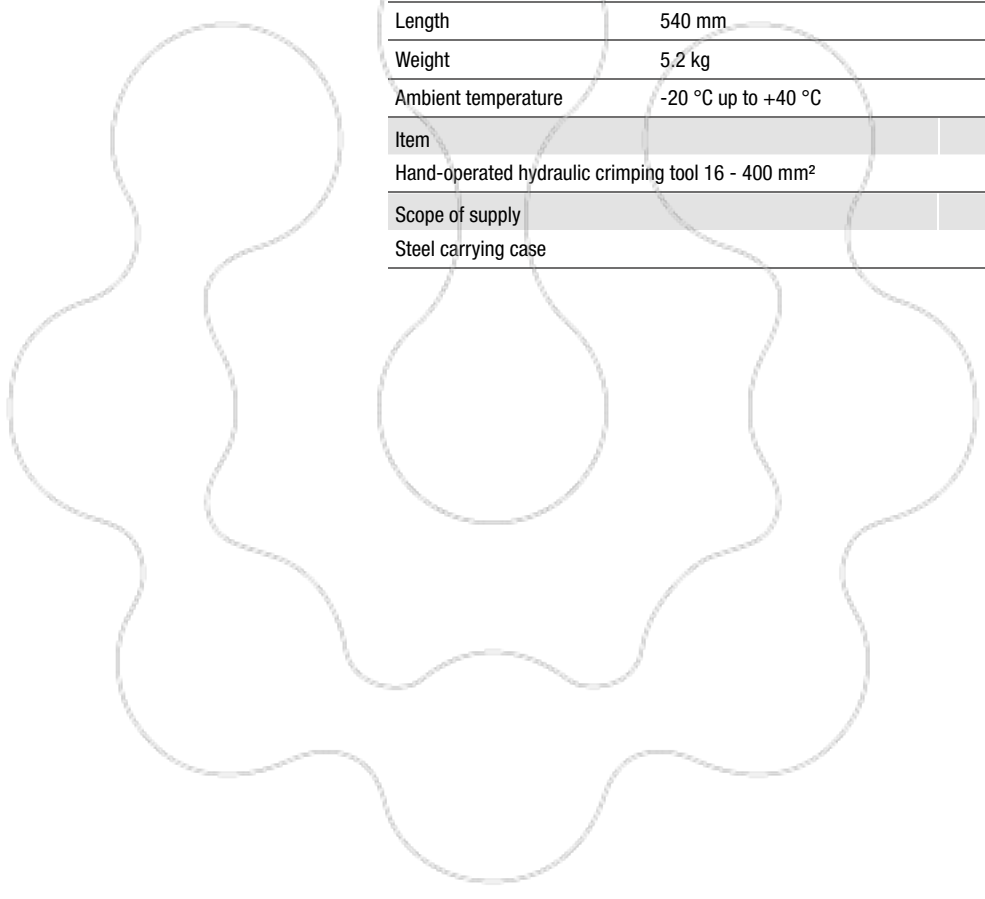 Length 540 mm
Weight 5.2 kg
Ambient temperature -20 °C up to +40 °C
Item
Hand-operated hydraulic crimping tool 16 - 400 mm²
Scope of supply
Steel carrying case